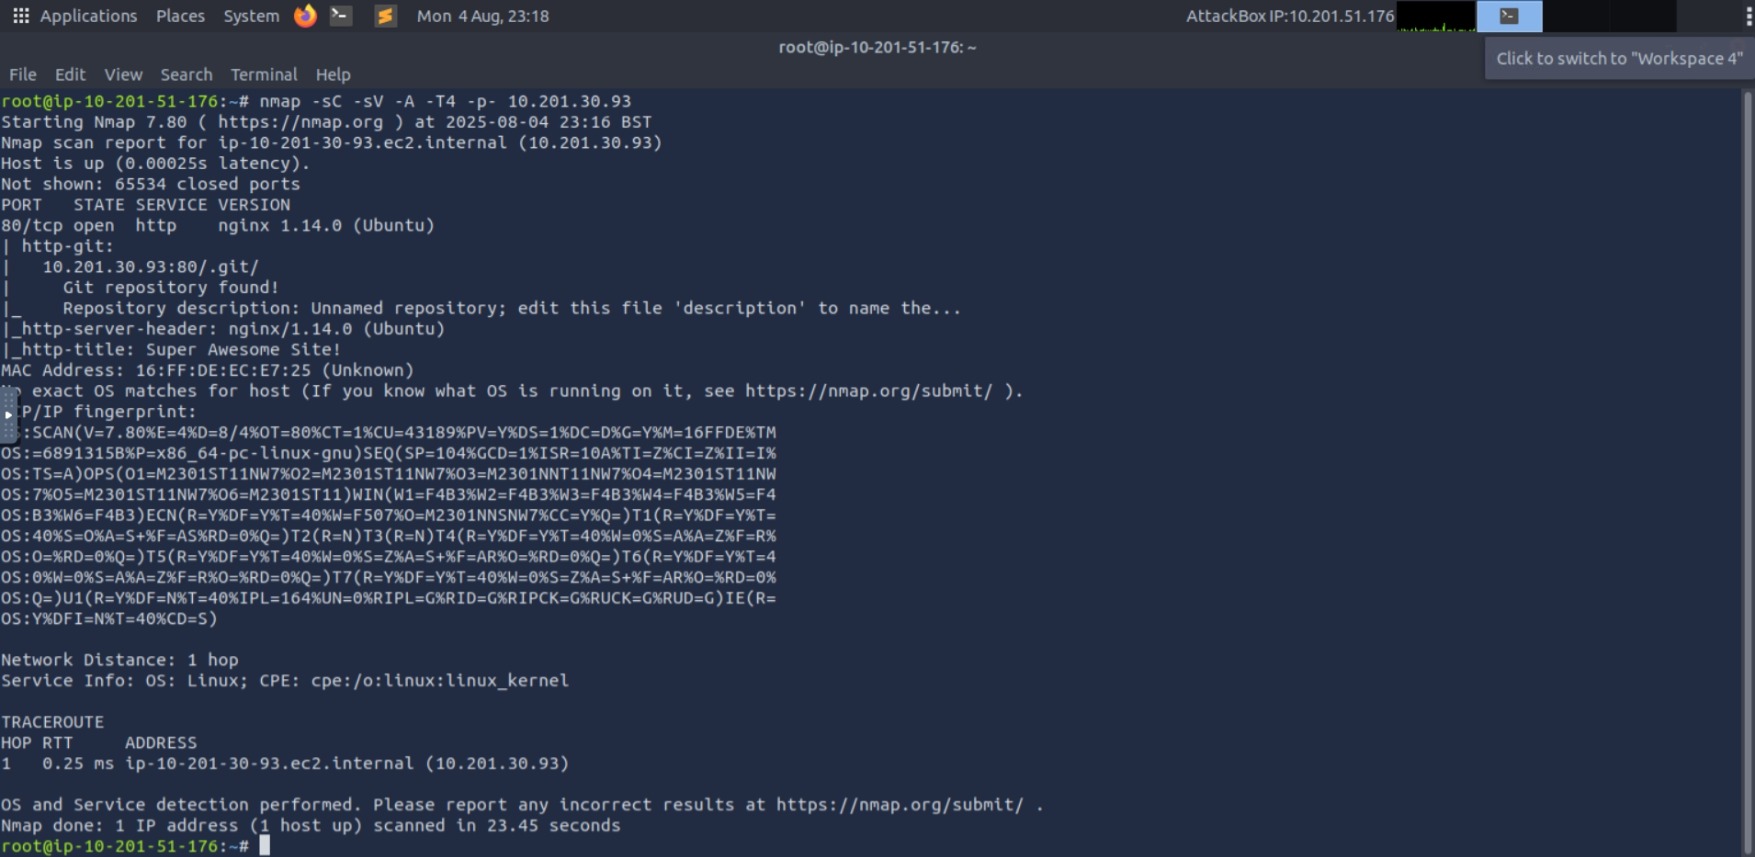 Applications Places System Mon 4 Aug, 23:18 AttackBox IP:10.201.51.176
root@ip-10-201-51-176: ~
Click to switch to "Workspace 4"
File Edit View Search Terminal Help
root@ip-10-201-51-176:~# nmap -sC -sV -A -T4 -p- 10.201.30.93
Starting Nmap 7.80 ( https://nmap.org ) at 2025-08-04 23:16 BST
Nmap scan report for ip-10-201-30-93.ec2.internal (10.201.30.93)
Host is up (0.00025s latency).
Not shown: 65534 closed ports
PORT   STATE SERVICE VERSION
80/tcp open  http    nginx 1.14.0 (Ubuntu)
| http-git:
|   10.201.30.93:80/.git/
|     Git repository found!
|_    Repository description: Unnamed repository; edit this file 'description' to name the...
|_http-server-header: nginx/1.14.0 (Ubuntu)
|_http-title: Super Awesome Site!
MAC Address: 16:FF:DE:EC:E7:25 (Unknown)
exact OS matches for host (If you know what OS is running on it, see https://nmap.org/submit/ ).
P/IP fingerprint:
:SCAN(V=7.80%E=4%D=8/4%OT=80%CT=1%CU=43189%PV=Y%DS=1%DC=D%G=Y%M=16FFDE%TM
OS:=6891315B%P=x86_64-pc-linux-gnu)SEQ(SP=104%GCD=1%ISR=10A%TI=Z%CI=Z%II=I%
OS:TS=A)OPS(O1=M2301ST11NW7%O2=M2301ST11NW7%O3=M2301NNT11NW7%O4=M2301ST11NW
OS:7%O5=M2301ST11NW7%O6=M2301ST11)WIN(W1=F4B3%W2=F4B3%W3=F4B3%W4=F4B3%W5=F4
OS:B3%W6=F4B3)ECN(R=Y%DF=Y%T=40%W=F507%O=M2301NNSNW7%CC=Y%Q=)T1(R=Y%DF=Y%T=
OS:40%S=O%A=S+%F=AS%RD=0%Q=)T2(R=N)T3(R=N)T4(R=Y%DF=Y%T=40%W=0%S=A%A=Z%F=R%
OS:O=%RD=0%Q=)T5(R=Y%DF=Y%T=40%W=0%S=Z%A=S+%F=AR%O=%RD=0%Q=)T6(R=Y%DF=Y%T=4
OS:0%W=0%S=A%A=Z%F=R%O=%RD=0%Q=)T7(R=Y%DF=Y%T=40%W=0%S=Z%A=S+%F=AR%O=%RD=0%
OS:Q=)U1(R=Y%DF=N%T=40%IPL=164%UN=0%RIPL=G%RID=G%RIPCK=G%RUCK=G%RUD=G)IE(R=
OS:Y%DFI=N%T=40%CD=S)
Network Distance: 1 hop
Service Info: OS: Linux; CPE: cpe:/o:linux:linux_kernel
TRACEROUTE
HOP RTT     ADDRESS
1   0.25 ms ip-10-201-30-93.ec2.internal (10.201.30.93)
OS and Service detection performed. Please report any incorrect results at https://nmap.org/submit/ .
Nmap done: 1 IP address (1 host up) scanned in 23.45 seconds
root@ip-10-201-51-176:~#